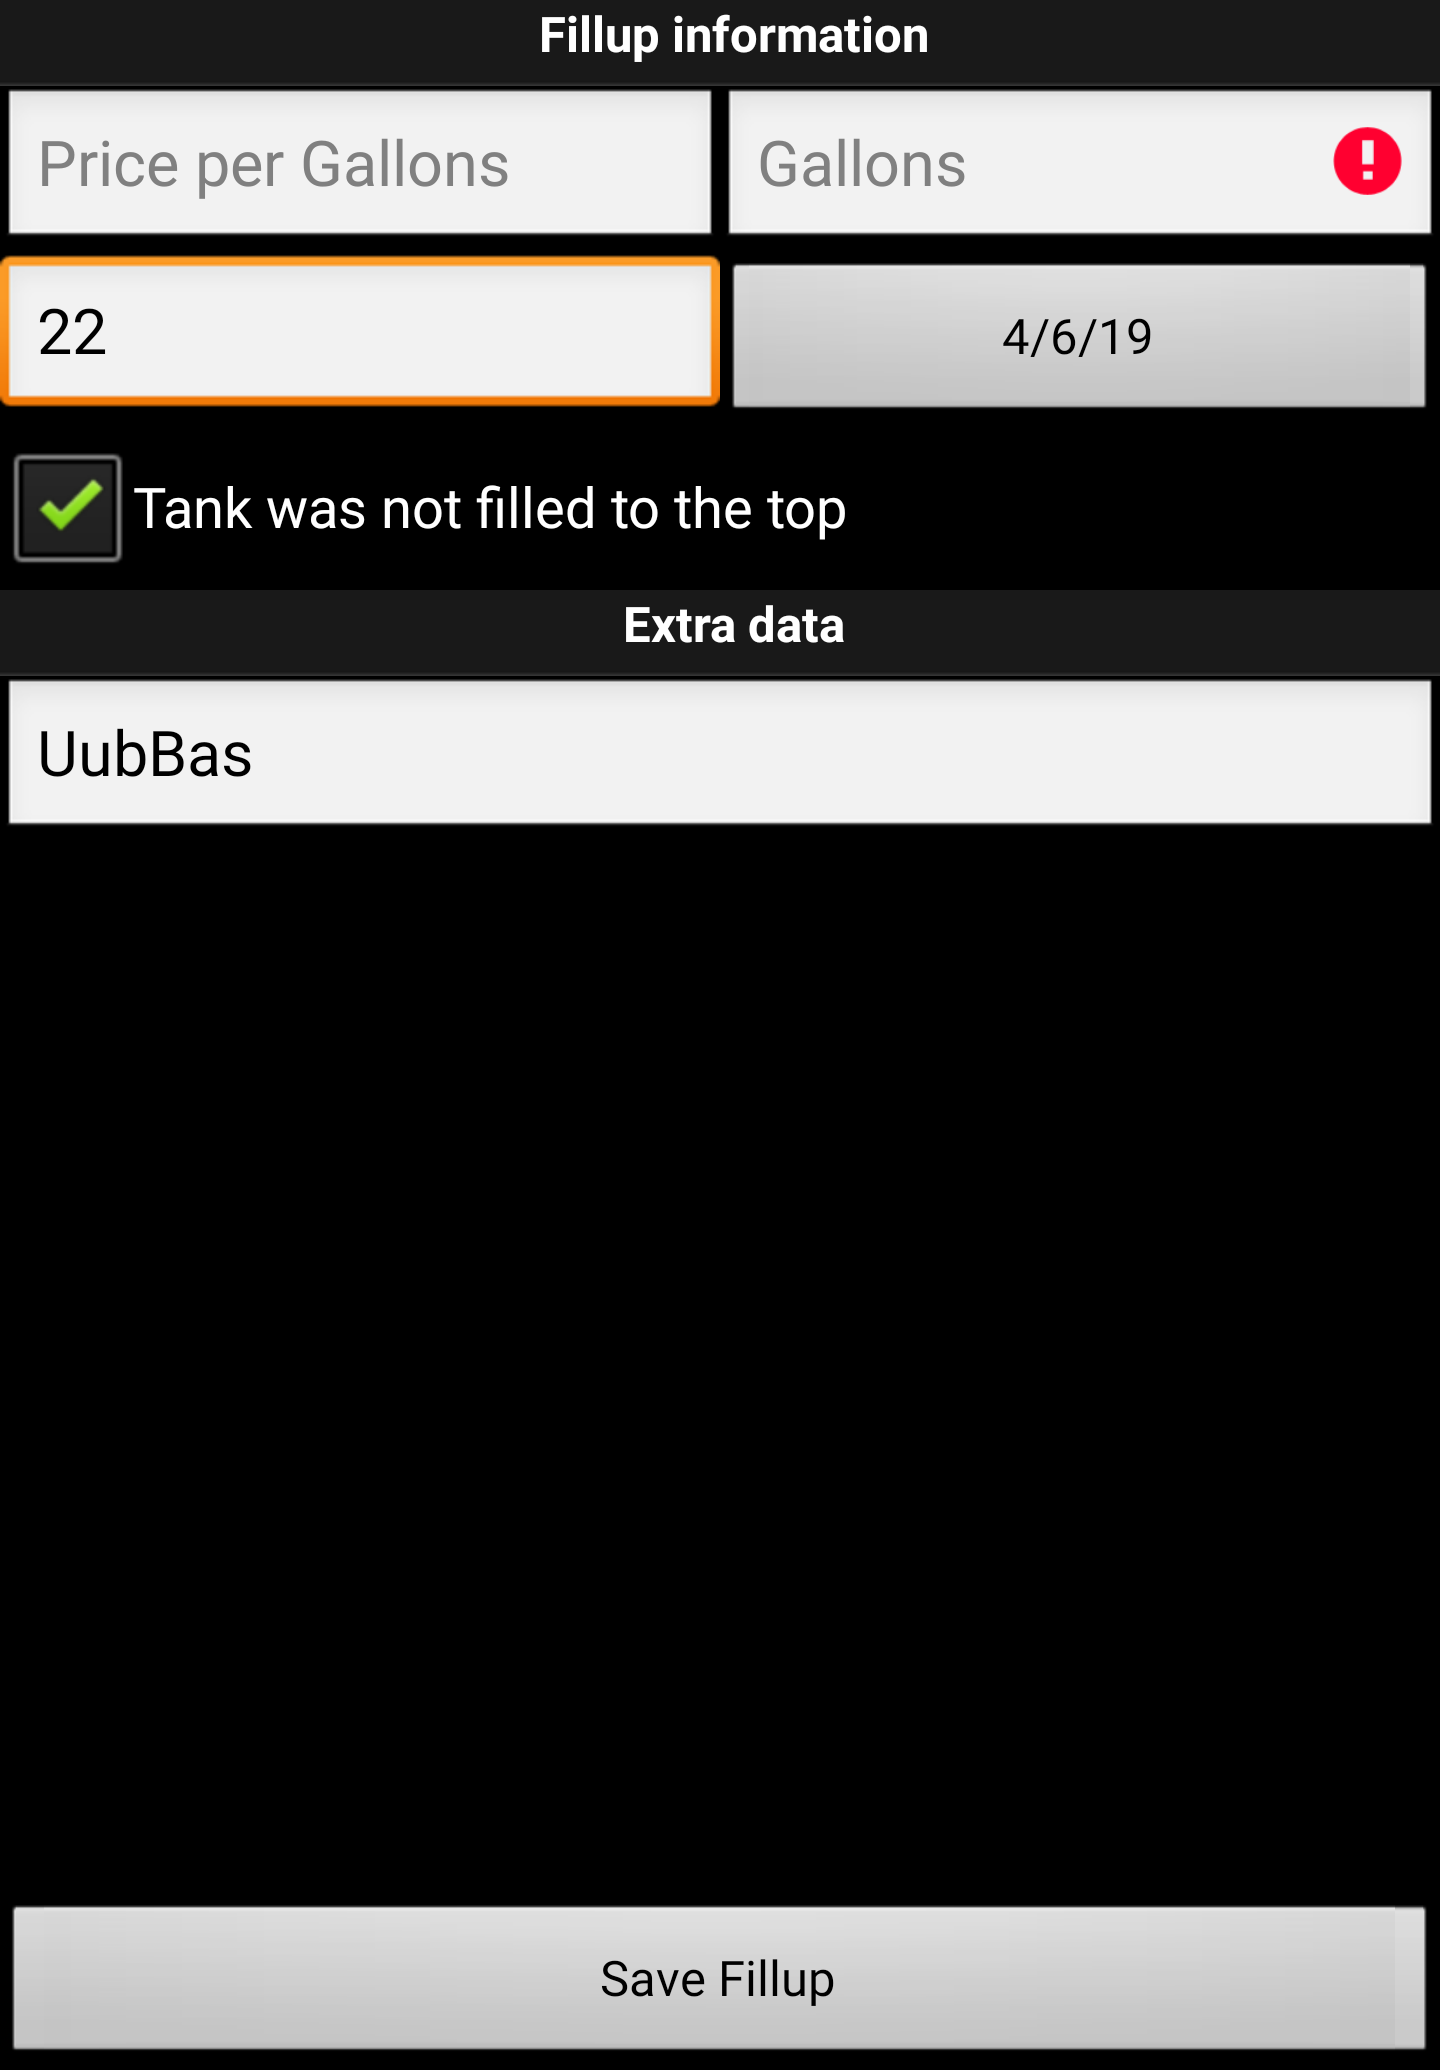 Fillup information
Price per Gallons
Gallons
22
4/6/19
Tank was not filled to the top
Extra data
UubBas
Save Fillup